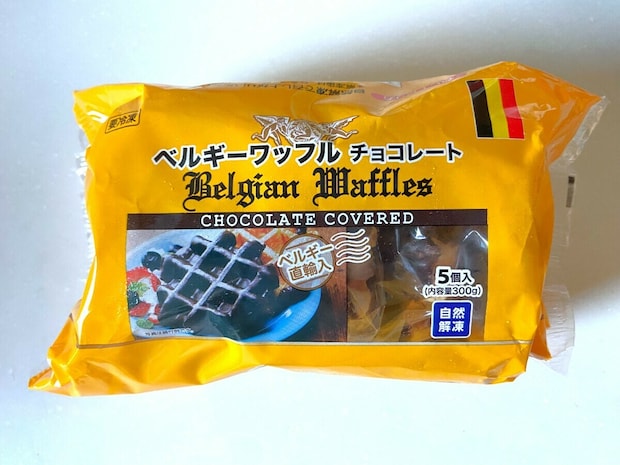 要冷凍
ベルギーワッフル チョコレート
Belgian Waffles
CHOCOLATE COVERED
ベルギー
直輸入
5個入
(内容量300g)
自然
解凍